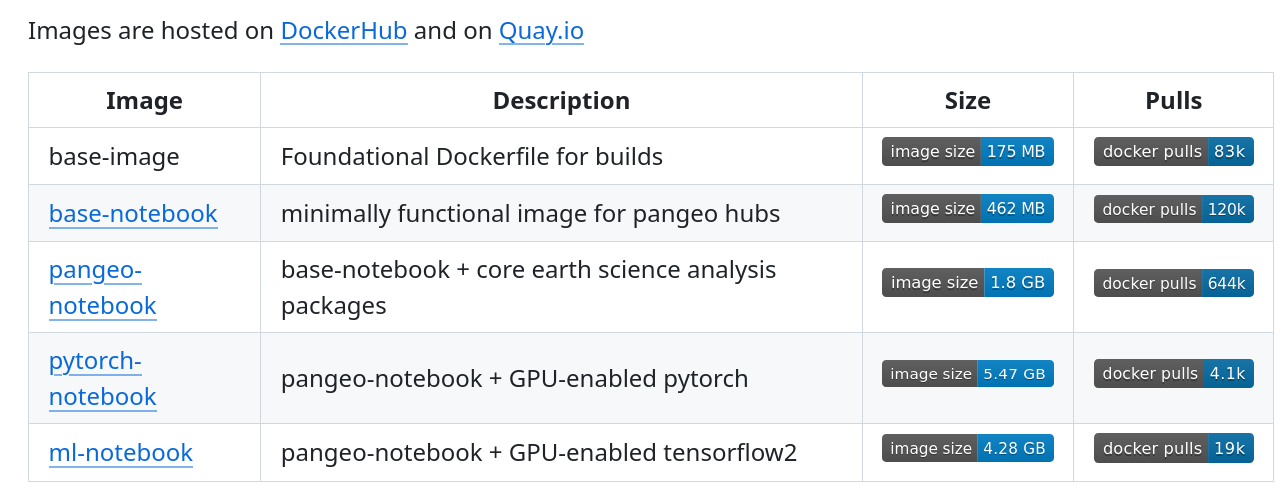 Images are hosted on DockerHub and on Quay.io
Image Description Size Pulls
base-image Foundational Dockerfile for builds image size 175 MB docker pulls 83k
base-notebook minimally functional image for pangeo hubs image size 462 MB docker pulls 120k
pangeo-
notebook
base-notebook + core earth science analysis
packages
image size 1.8 GB docker pulls 644k
pytorch-
notebook
pangeo-notebook + GPU-enabled pytorch image size 5.47 GB docker pulls 4.1k
ml-notebook pangeo-notebook + GPU-enabled tensorflow2 image size 4.28 GB docker pulls 19k